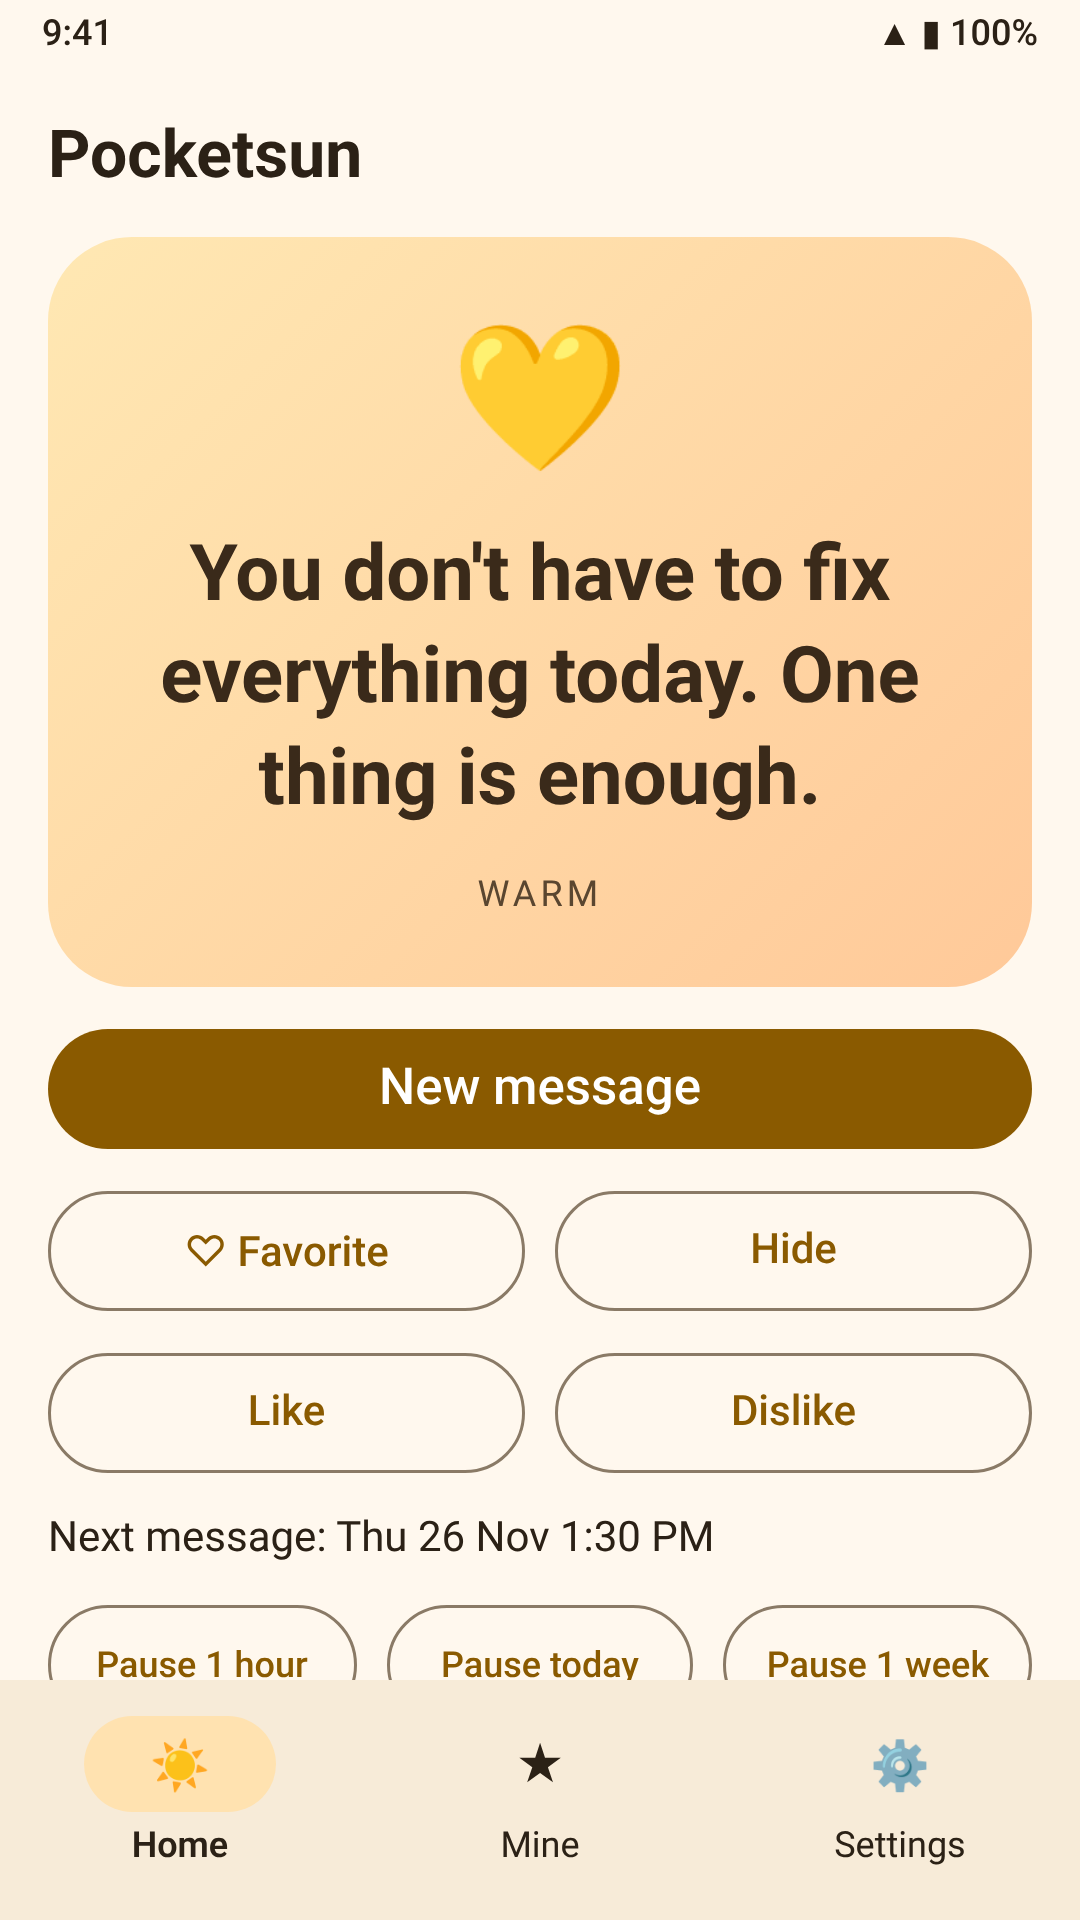 9:41
100%
Pocketsun
You don't have to fix
everything today. One
thing is enough.
WARM
New message
Favorite
Hide
Like
Dislike
Next message: Thu 26 Nov 1:30 PM
Pause 1 hour
Pause today
Pause 1 week
Home
Mine
Settings